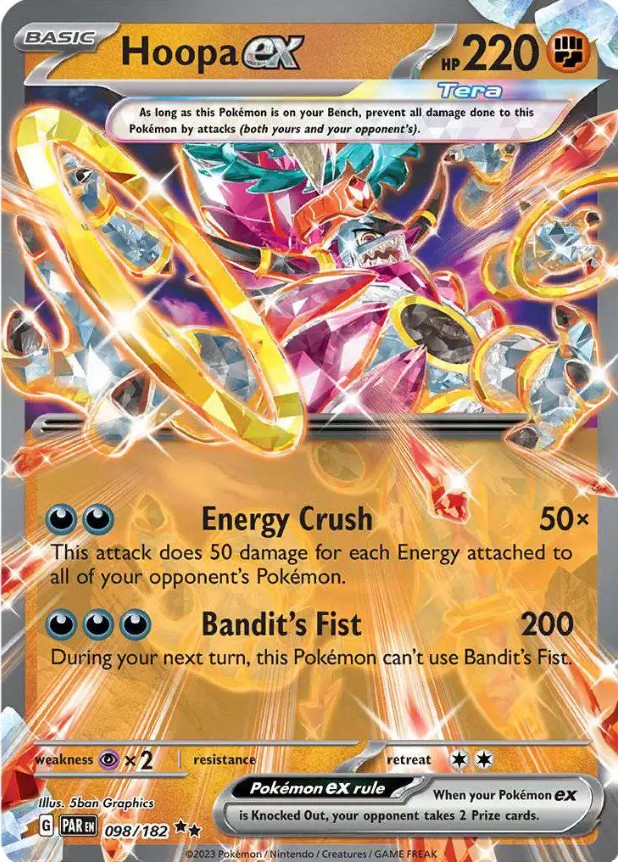 BASIC Hoopa ex HP 220
Tera
As long as this Pokémon is on your Bench, prevent all damage done to this
Pokémon by attacks (both yours and your opponent's).
Energy Crush 50×
This attack does 50 damage for each Energy attached to
all of your opponent's Pokémon.
Bandit's Fist 200
During your next turn, this Pokémon can't use Bandit's Fist.
weakness ×2 resistance retreat
Illus. 5ban Graphics
Pokémon ex rule When your Pokémon ex
is Knocked Out, your opponent takes 2 Prize cards.
G PAR EN 098/182
©2023 Pokémon / Nintendo / Creatures / GAME FREAK